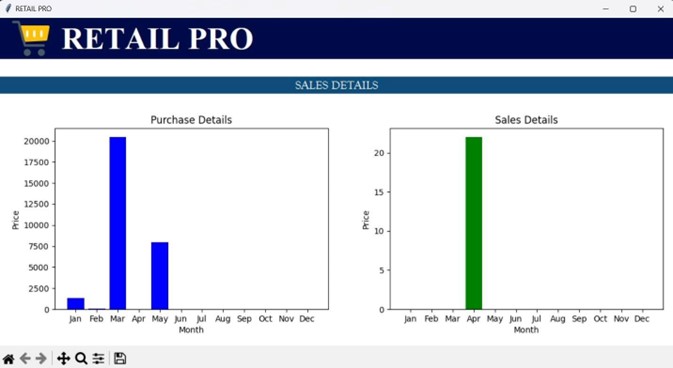 RETAIL PRO
RETAIL PRO
SALES DETAILS
Purchase Details
20000
17500
15000
12500
10000
7500
5000
2500
0
Price
Jan Feb Mar Apr May Jun Jul Aug Sep Oct Nov Dec
Month
Sales Details
20
15
10
5
0
Price
Jan Feb Mar Apr May Jun Jul Aug Sep Oct Nov Dec
Month